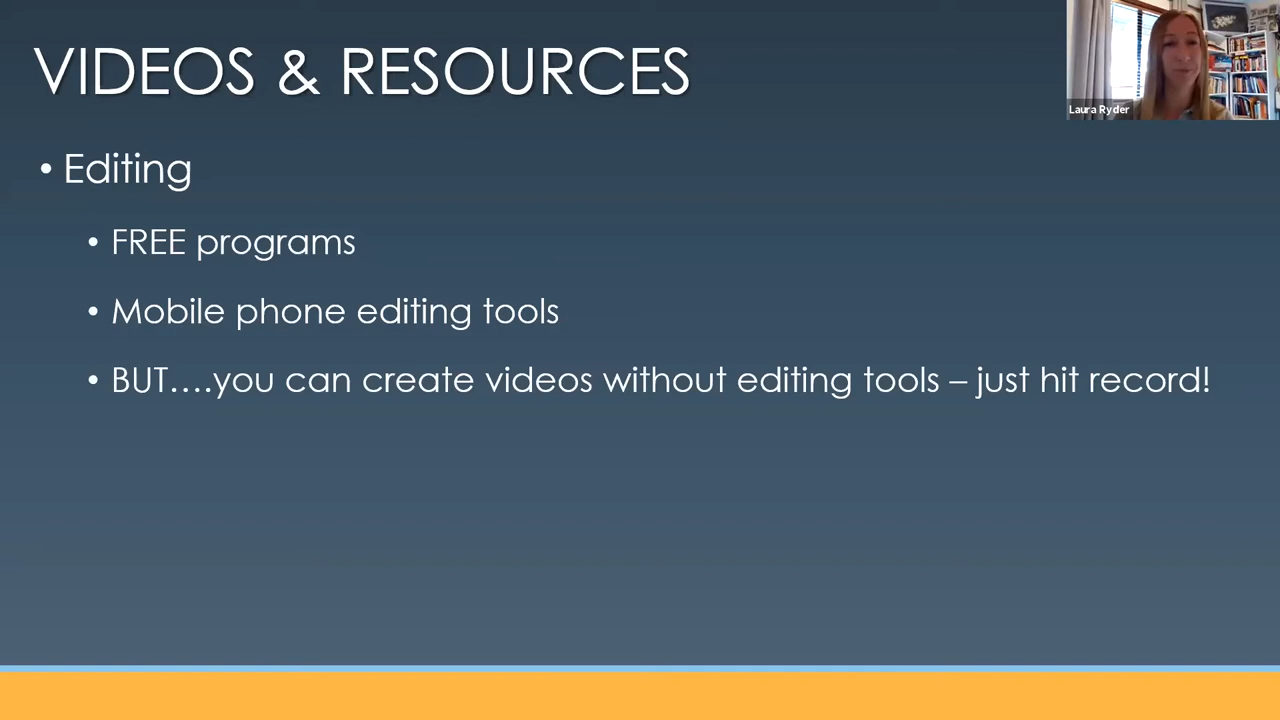 VIDEOS & RESOURCES
Laura Ryder
• Editing
• FREE programs
• Mobile phone editing tools
• BUT....you can create videos without editing tools – just hit record!